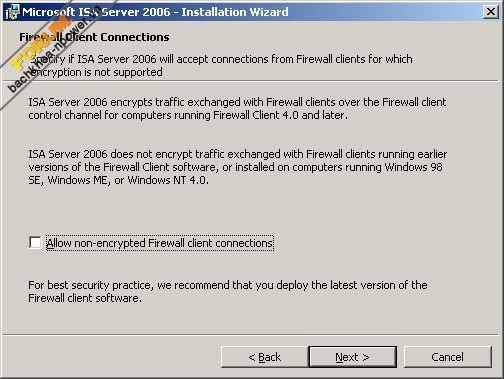 Microsoft ISA Server 2006 - Installation Wizard
Firewall Client Connections
Specify if ISA Server 2006 will accept connections from Firewall clients for which
encryption is not supported
FORUM
bachkhoa-npower.vn
ISA Server 2006 encrypts traffic exchanged with Firewall clients over the Firewall client
control channel for computers running Firewall Client 4.0 and later.
ISA Server 2006 does not encrypt traffic exchanged with Firewall clients running earlier
versions of the Firewall Client software, or installed on computers running Windows 98
SE, Windows ME, or Windows NT 4.0.
Allow non-encrypted Firewall client connections
For best security practice, we recommend that you deploy the latest version of the
Firewall client software.
< Back Next > Cancel